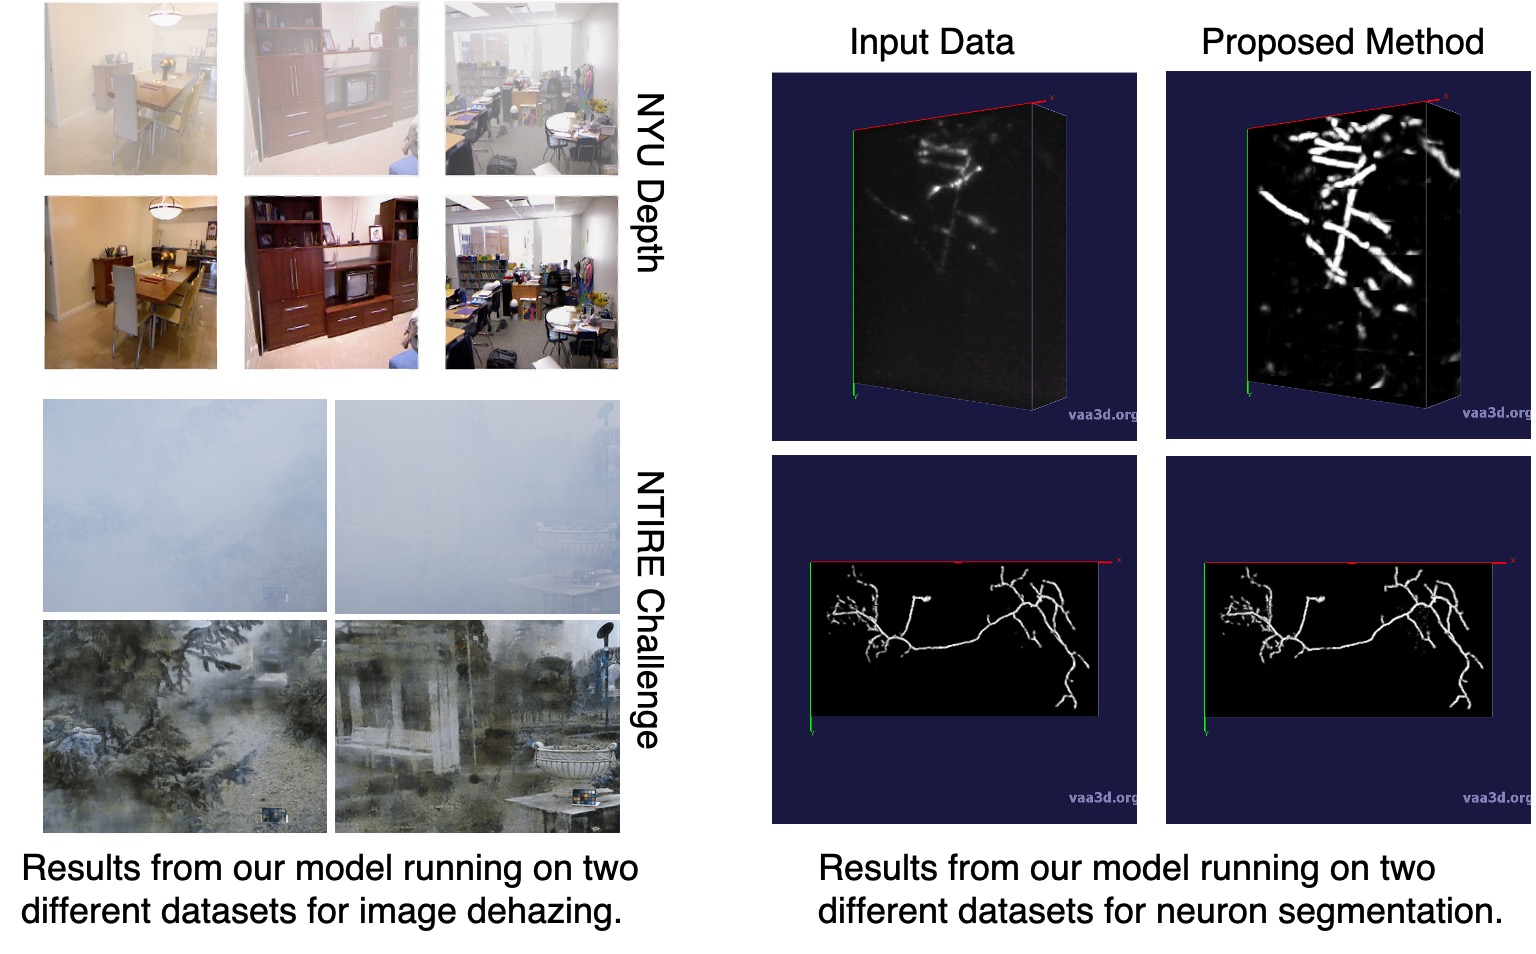 NYU Depth
NTIRE Challenge
Results from our model running on two
different datasets for image dehazing.
Input Data
Proposed Method
X
Y
vaa3d.org
X
Y
vaa3d.org
X
Y
vaa3d.org
X
Y
vaa3d.org
Results from our model running on two
different datasets for neuron segmentation.